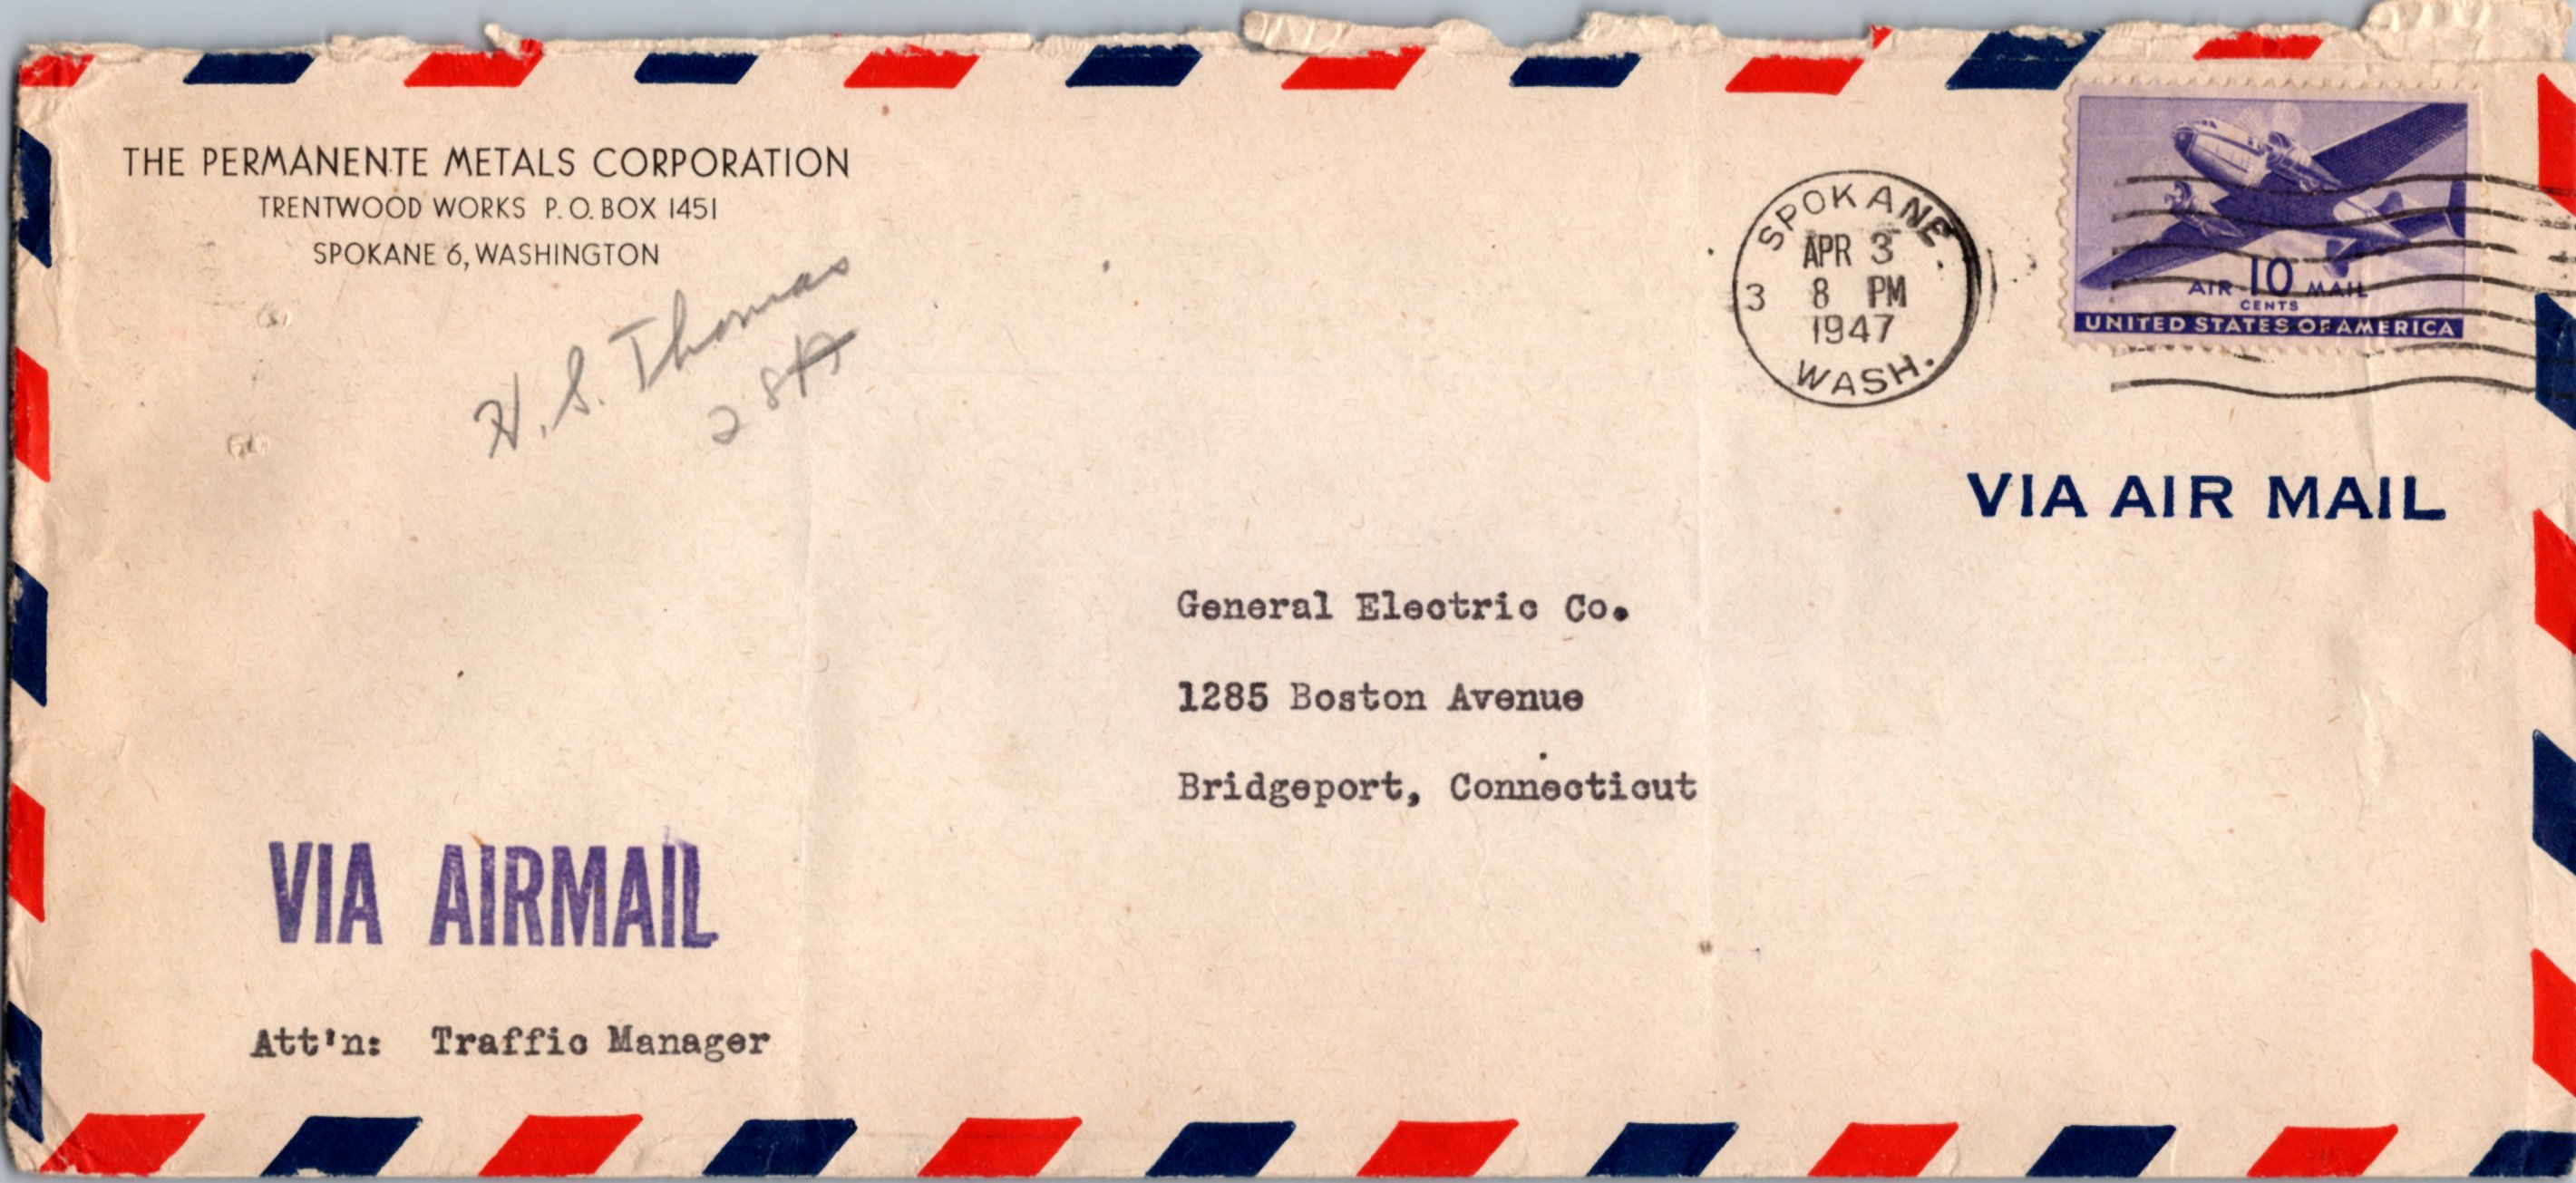 THE PERMANENTE METALS CORPORATION
TRENTWOOD WORKS P. O. BOX 1451
SPOKANE 6, WASHINGTON
H. S. Thomas
SPOKANE.
APR 3
3 8 PM
1947
WASH.
AIR 10 MAIL
CENTS
UNITED STATES OF AMERICA
VIA AIR MAIL
General Electric Co.
1285 Boston Avenue
Bridgeport, Connecticut
VIA AIRMAIL
Att'n: Traffic Manager